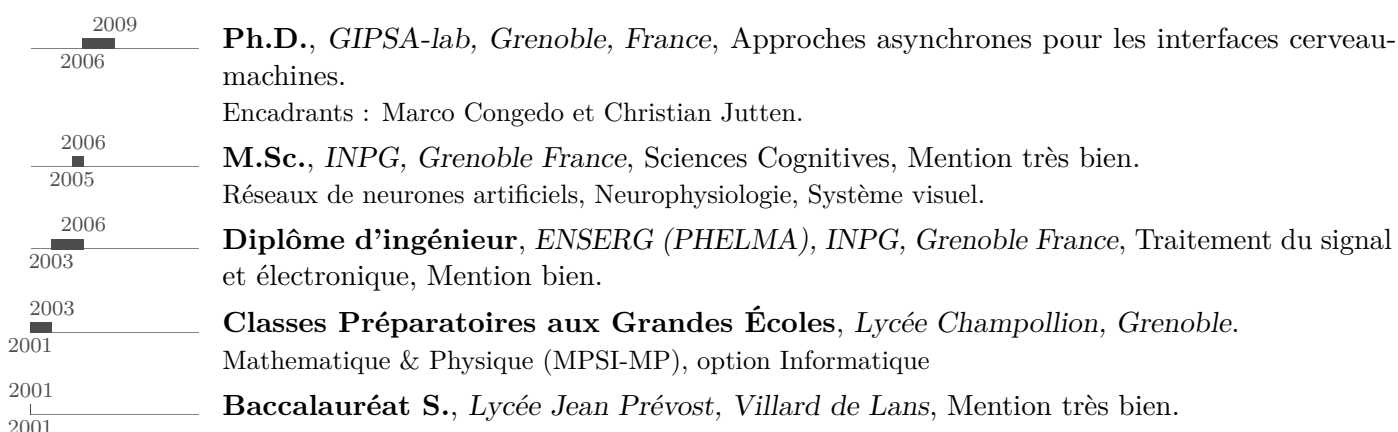 2009
2006
Ph.D., GIPSA-lab, Grenoble, France, Approches asynchrones pour les interfaces cerveau-
machines.
Encadrants : Marco Congedo et Christian Jutten.
2006
2005
M.Sc., INPG, Grenoble France, Sciences Cognitives, Mention très bien.
Réseaux de neurones artificiels, Neurophysiologie, Système visuel.
2006
2003
Diplôme d'ingénieur, ENSERG (PHELMA), INPG, Grenoble France, Traitement du signal
et électronique, Mention bien.
2003
2001
Classes Préparatoires aux Grandes Écoles, Lycée Champollion, Grenoble.
Mathematique & Physique (MPSI-MP), option Informatique
2001
2001
Baccalauréat S., Lycée Jean Prévost, Villard de Lans, Mention très bien.